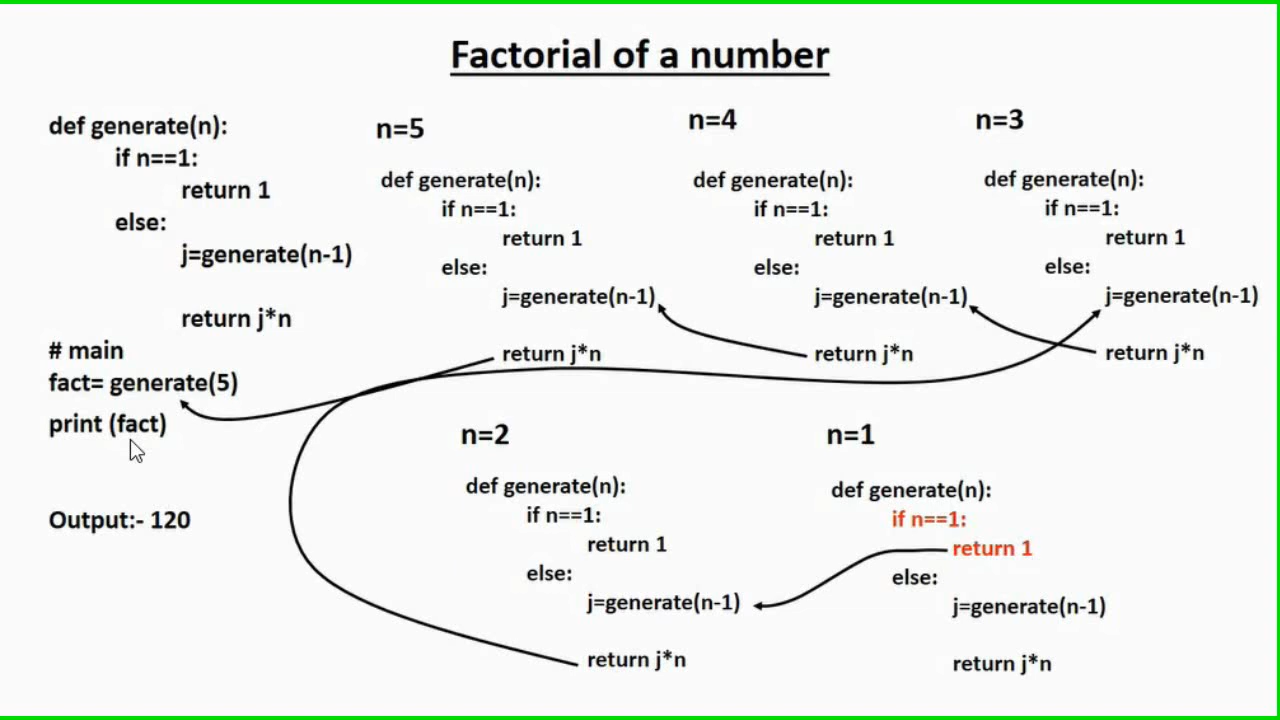 Factorial of a number
def generate(n):
if n==1:
return 1
else:
j=generate(n-1)
return j*n
# main
fact= generate(5)
print (fact)
Output:- 120
n=5
def generate(n):
if n==1:
return 1
else:
j=generate(n-1)
return j*n
n=4
def generate(n):
if n==1:
return 1
else:
j=generate(n-1)
return j*n
n=3
def generate(n):
if n==1:
return 1
else:
j=generate(n-1)
return j*n
n=2
def generate(n):
if n==1:
return 1
else:
j=generate(n-1)
return j*n
n=1
def generate(n):
if n==1:
return 1
else:
j=generate(n-1)
return j*n